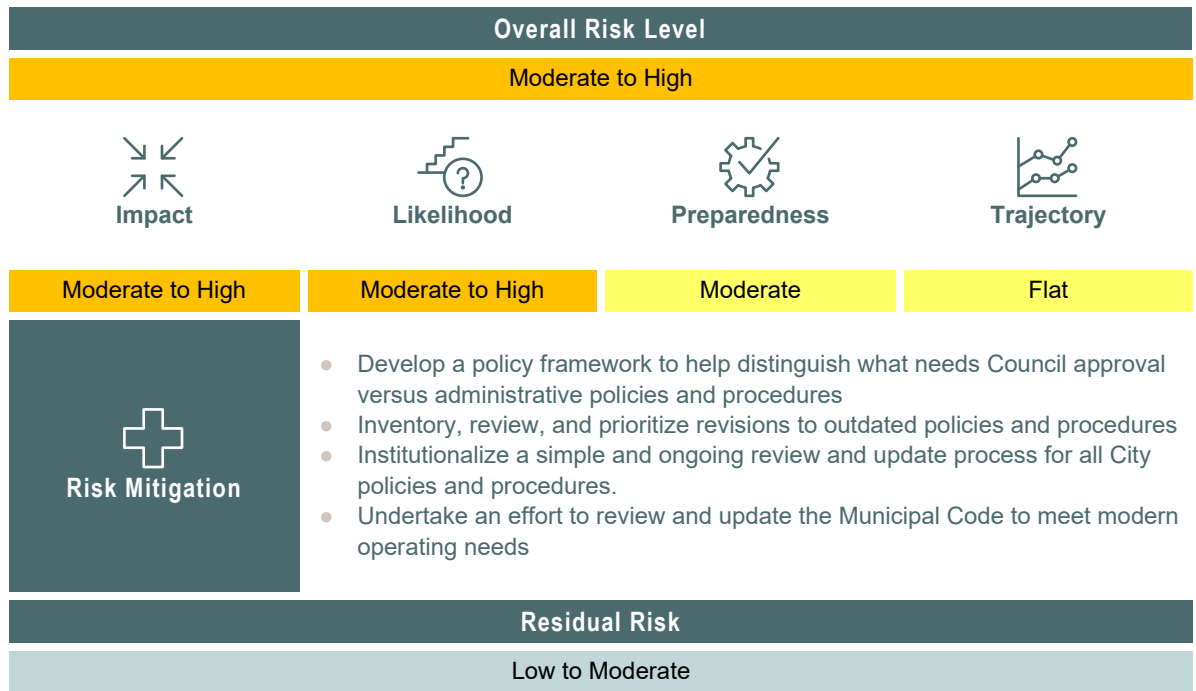 Overall Risk Level
Moderate to High
?
Impact
Likelihood
Preparedness
Trajectory
Moderate to High
Moderate to High
Moderate
Flat
Risk Mitigation
● Develop a policy framework to help distinguish what needs Council approval
versus administrative policies and procedures
● Inventory, review, and prioritize revisions to outdated policies and procedures
● Institutionalize a simple and ongoing review and update process for all City
policies and procedures.
● Undertake an effort to review and update the Municipal Code to meet modern
operating needs
Residual Risk
Low to Moderate